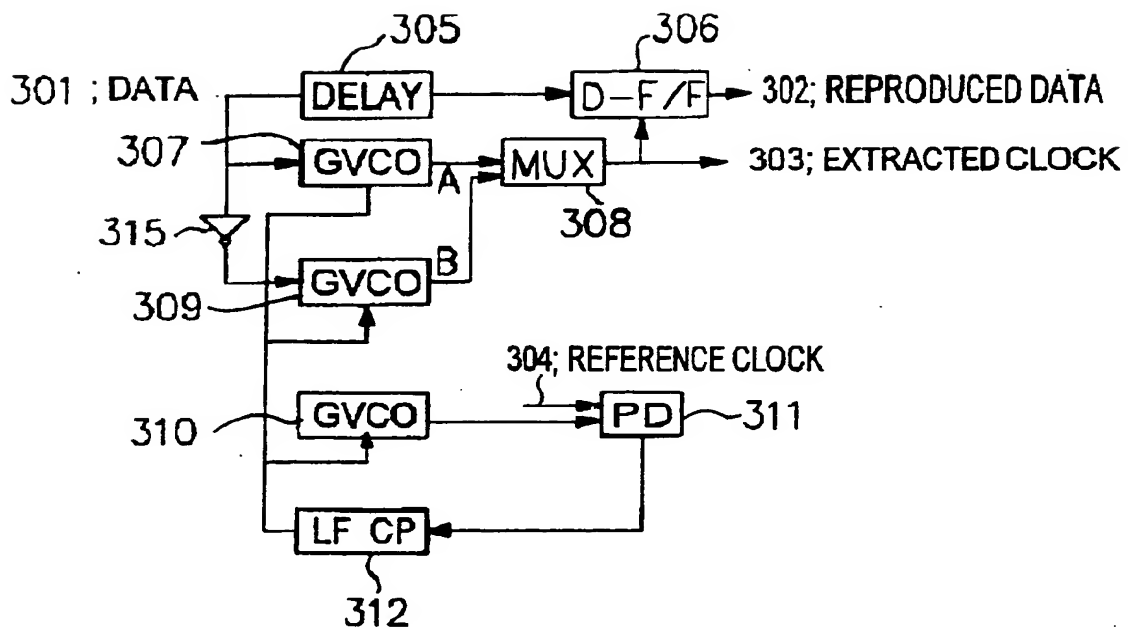 305
306
301 ; DATA
DELAY
D-F/F
302; REPRODUCED DATA
307
GVCO
A
MUX
303; EXTRACTED CLOCK
308
315
B
GVCO
309
304; REFERENCE CLOCK
GVCO
310
PD
311
LF CP
312